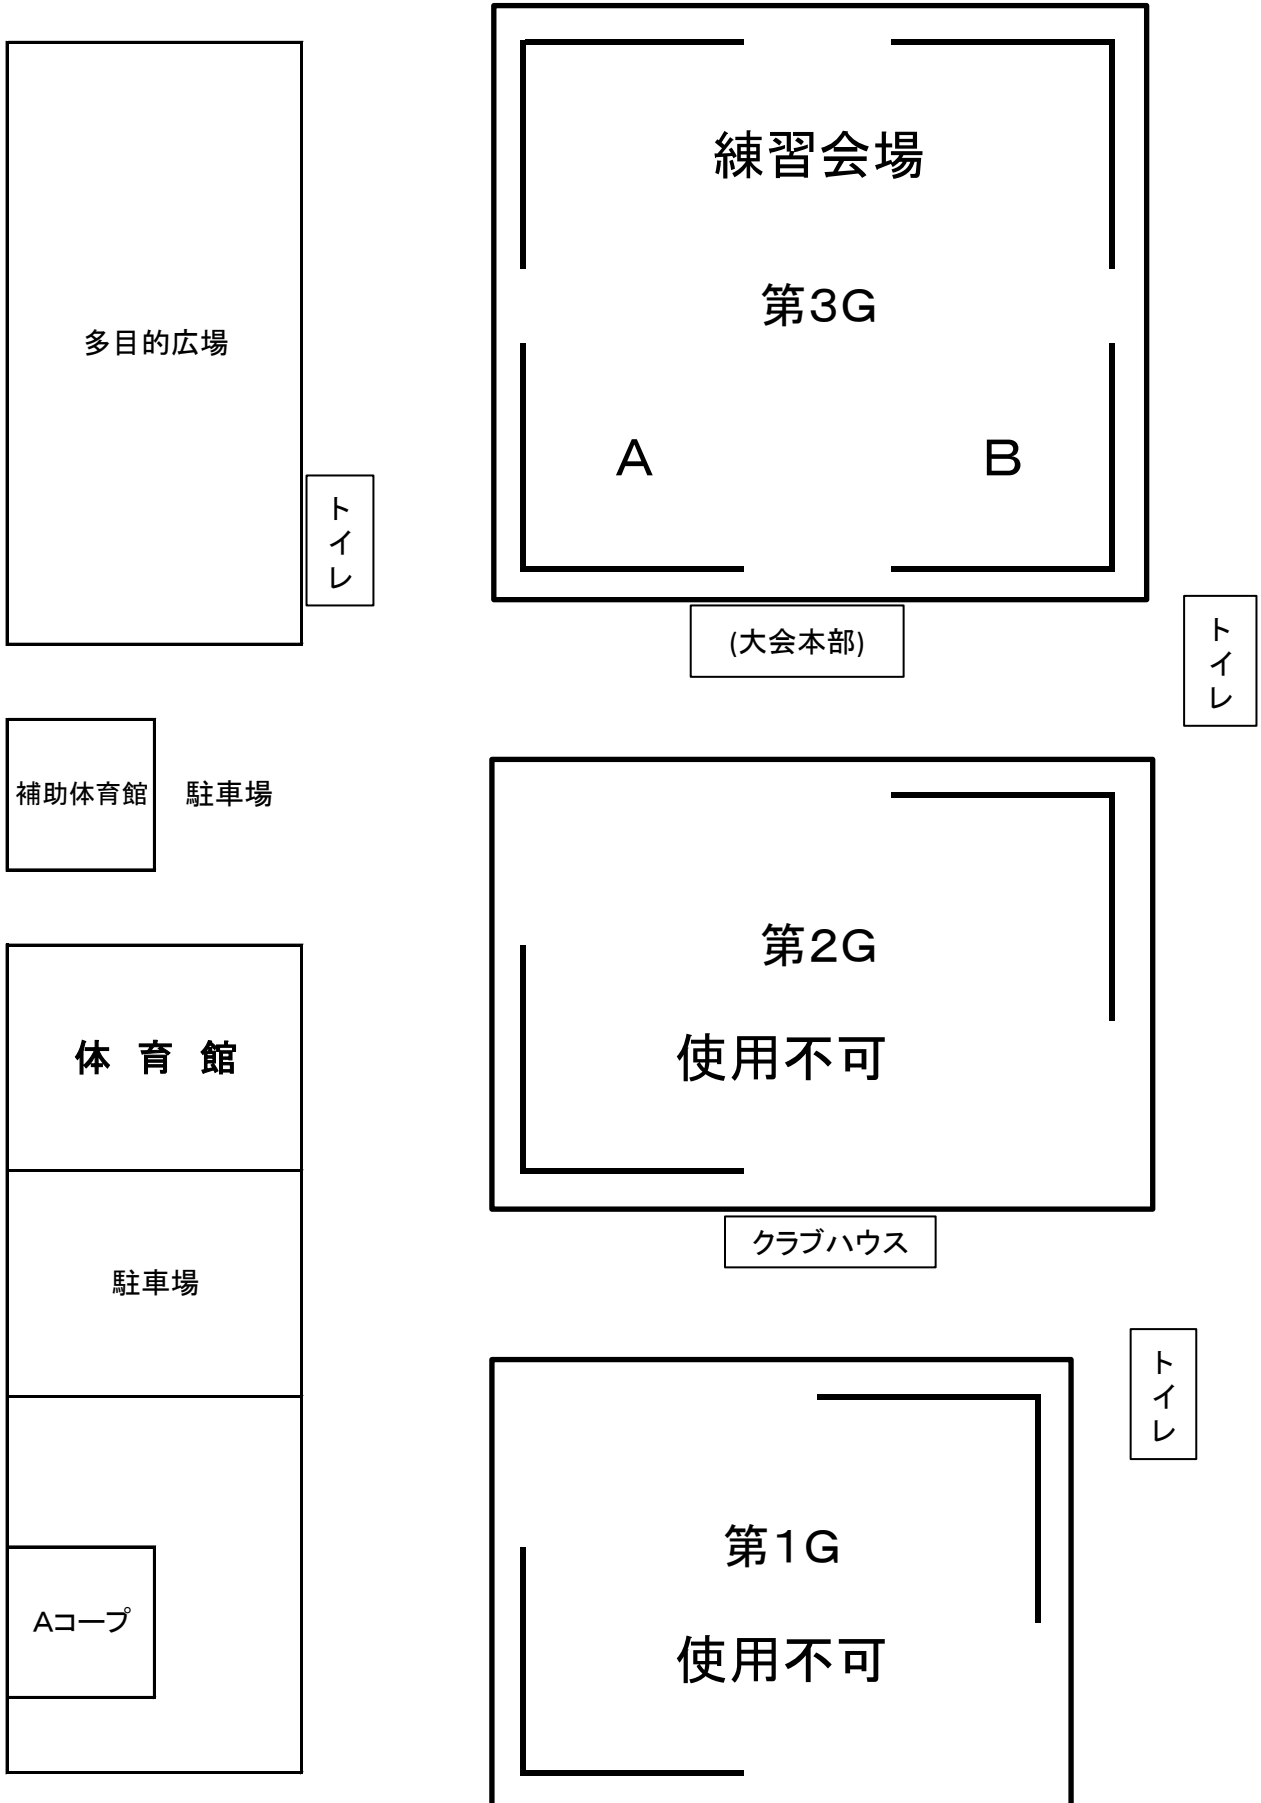 練習会場
第3G
多目的広場
A
B
トイレ
(大会本部)
トイレ
補助体育館
駐車場
第2G
体　育　館
使用不可
クラブハウス
駐車場
トイレ
第1G
Aコープ
使用不可